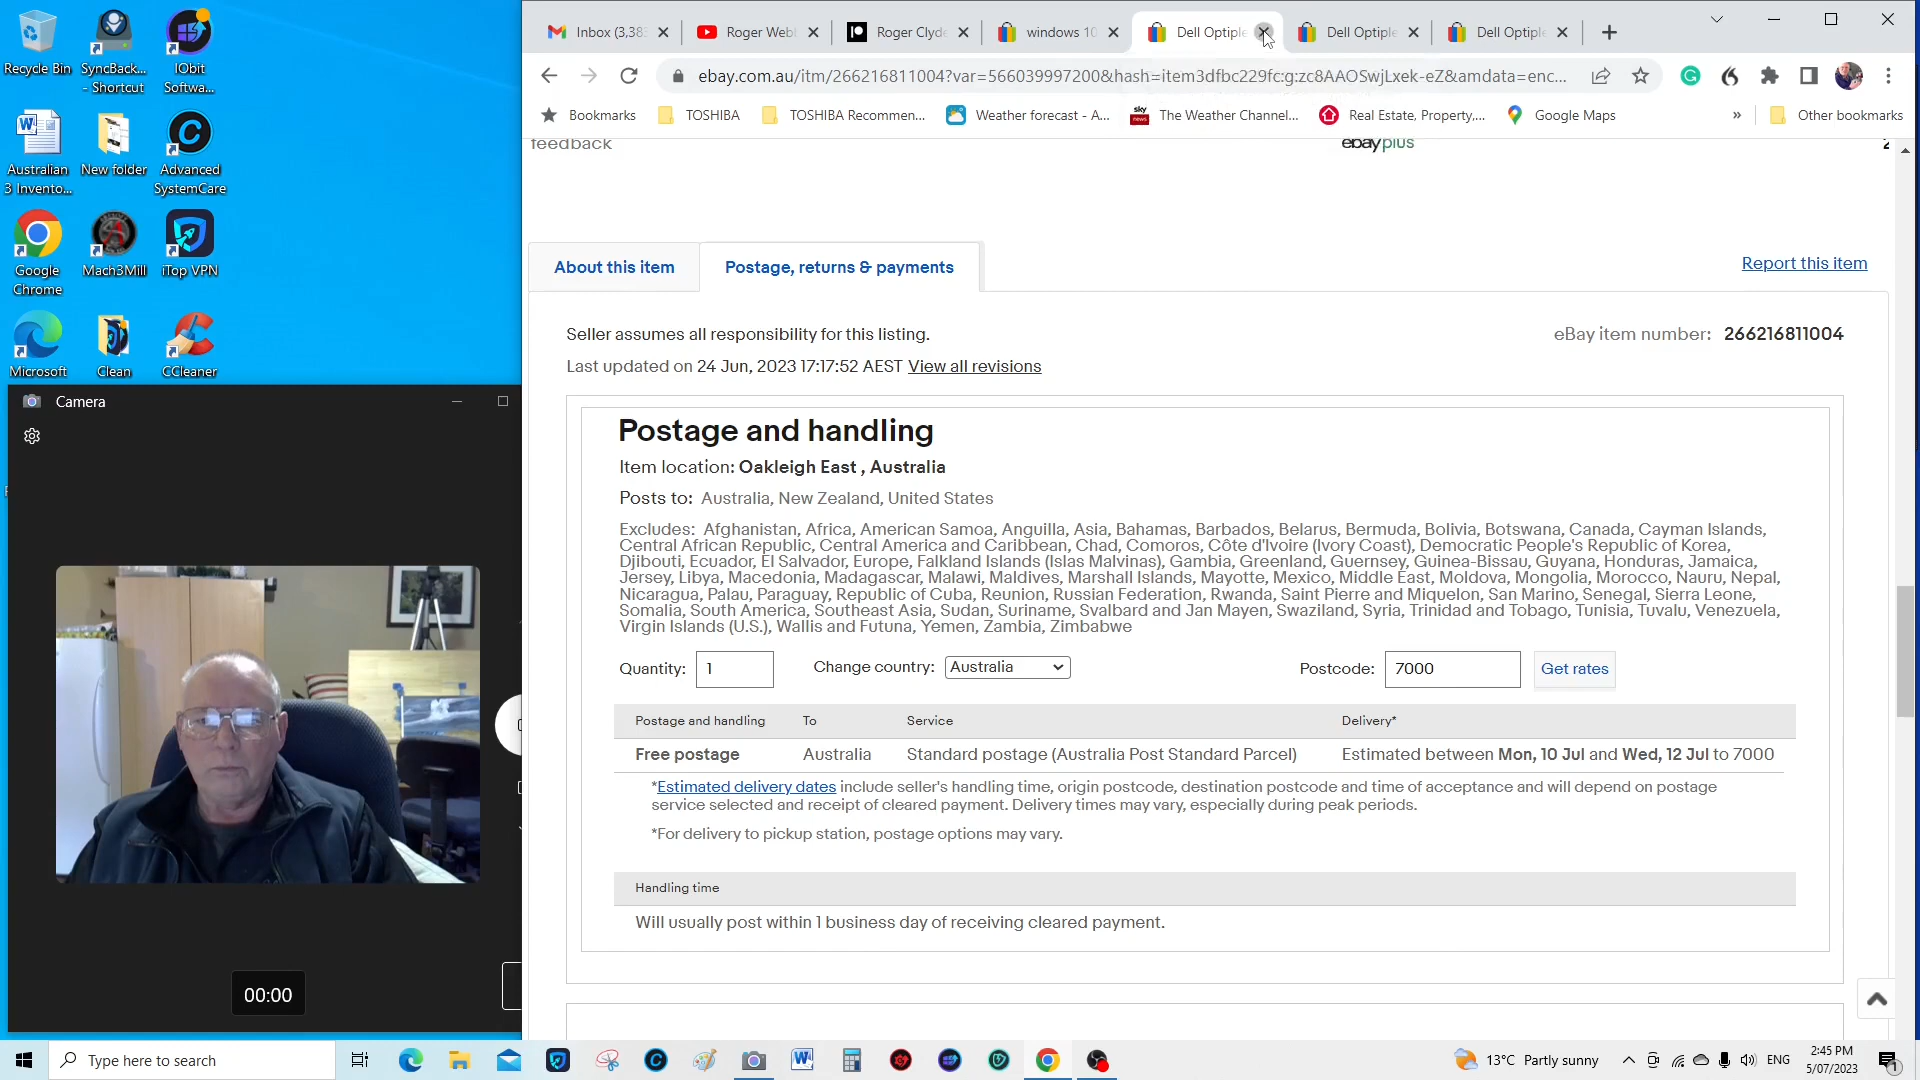 Recycle Bin
SyncBack...
- Shortcut
IObit
Softwa...
Australian
3 Invento...
New folder
Advanced
SystemCare
Google
Chrome
Mach3Mill
iTop VPN
Microsoft
Clean
CCleaner
Camera
00:00
Inbox (3,383
Roger Webl
Roger Clyde
windows 10
Dell Optiple
Dell Optiple
Dell Optiple
ebay.com.au/itm/266216811004?var=566039997200&hash=item3dfbc229fc:g:zc8AAOSwjLxek-eZ&amdata=enc...
Bookmarks
TOSHIBA
TOSHIBA Recommen...
Weather forecast - A...
sky news
The Weather Channel...
Real Estate, Property,...
Google Maps
»
Other bookmarks
feedback
ebayplus
About this item
Postage, returns & payments
Report this item
Seller assumes all responsibility for this listing.
eBay item number: 266216811004
Last updated on 24 Jun, 2023 17:17:52 AEST View all revisions
Postage and handling
Item location: Oakleigh East , Australia
Posts to: Australia, New Zealand, United States
Excludes: Afghanistan, Africa, American Samoa, Anguilla, Asia, Bahamas, Barbados, Belarus, Bermuda, Bolivia, Botswana, Canada, Cayman Islands,
Central African Republic, Central America and Caribbean, Chad, Comoros, Côte d'Ivoire (Ivory Coast), Democratic People's Republic of Korea,
Djibouti, Ecuador, El Salvador, Europe, Falkland Islands (Islas Malvinas), Gambia, Greenland, Guernsey, Guinea-Bissau, Guyana, Honduras, Jamaica,
Jersey, Libya, Macedonia, Madagascar, Malawi, Maldives, Marshall Islands, Mayotte, Mexico, Middle East, Moldova, Mongolia, Morocco, Nauru, Nepal,
Nicaragua, Palau, Paraguay, Republic of Cuba, Reunion, Russian Federation, Rwanda, Saint Pierre and Miquelon, San Marino, Senegal, Sierra Leone,
Somalia, South America, Southeast Asia, Sudan, Suriname, Svalbard and Jan Mayen, Swaziland, Syria, Trinidad and Tobago, Tunisia, Tuvalu, Venezuela,
Virgin Islands (U.S.), Wallis and Futuna, Yemen, Zambia, Zimbabwe
Quantity: 1 Change country: Australia Postcode: 7000 Get rates
Postage and handling To Service Delivery*
Free postage Australia Standard postage (Australia Post Standard Parcel) Estimated between Mon, 10 Jul and Wed, 12 Jul to 7000
*Estimated delivery dates include seller's handling time, origin postcode, destination postcode and time of acceptance and will depend on postage
service selected and receipt of cleared payment. Delivery times may vary, especially during peak periods.
*For delivery to pickup station, postage options may vary.
Handling time
Will usually post within 1 business day of receiving cleared payment.
Type here to search
13°C Partly sunny
ENG
2:45 PM
5/07/2023